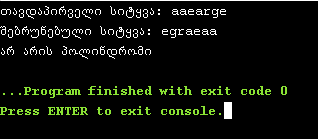 თავდაპირველი სიტყვა: aaearge
შებრუნებული სიტყვა: egraeaa
არ არის პოლინდრომი
...Program finished with exit code 0
Press ENTER to exit console.